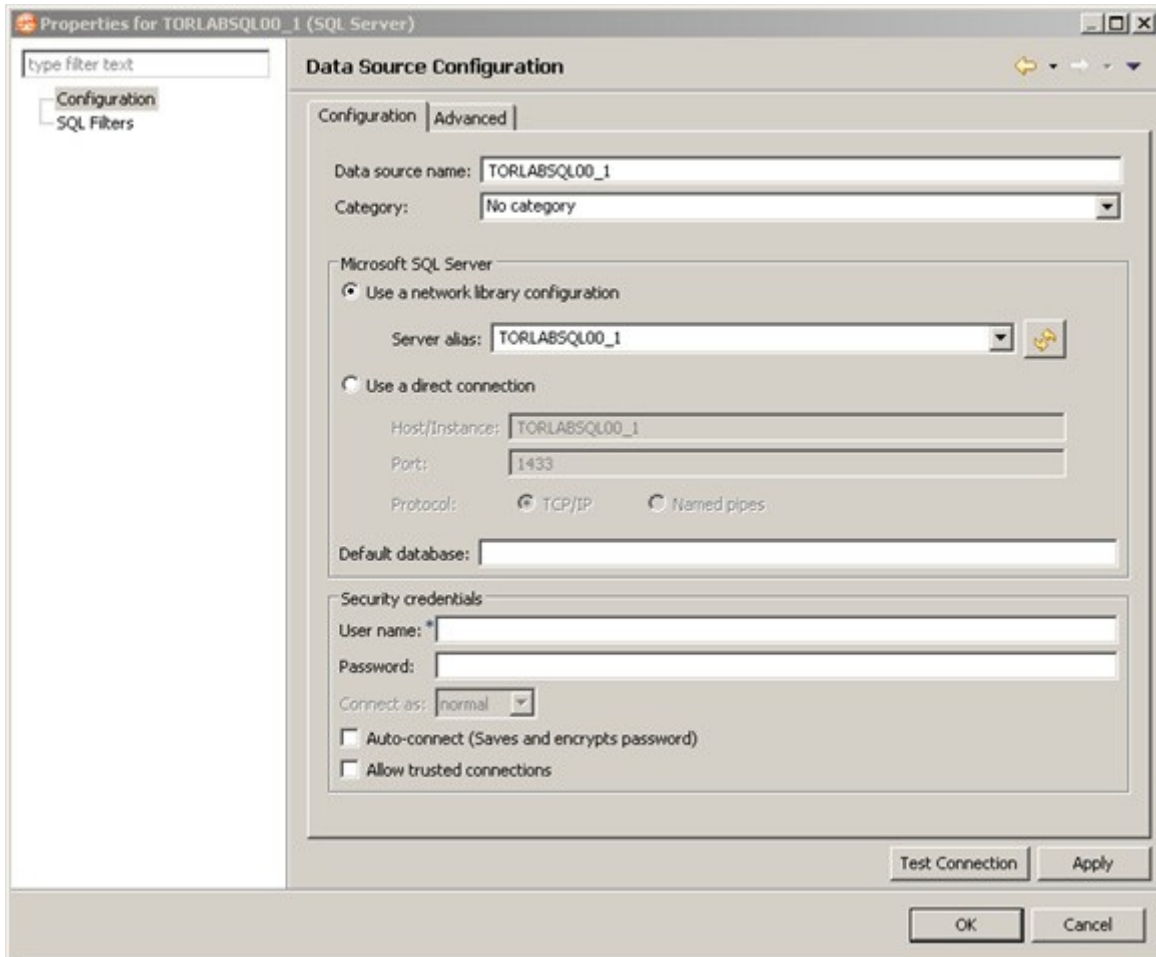 Properties for TORLABSQL00_1 (SQL Server)
type filter text
Configuration
SQL Filters
Data Source Configuration
Configuration
Advanced
Data source name: TORLABSQL00_1
Category: No category
Microsoft SQL Server
Use a network library configuration
Server alias: TORLABSQL00_1
Use a direct connection
Host/Instance: TORLABSQL00_1
Port: 1433
Protocol: TCP/IP Named pipes
Default database:
Security credentials
User name: *
Password:
Connect as: normal
Auto-connect (Saves and encrypts password)
Allow trusted connections
Test Connection Apply
OK Cancel